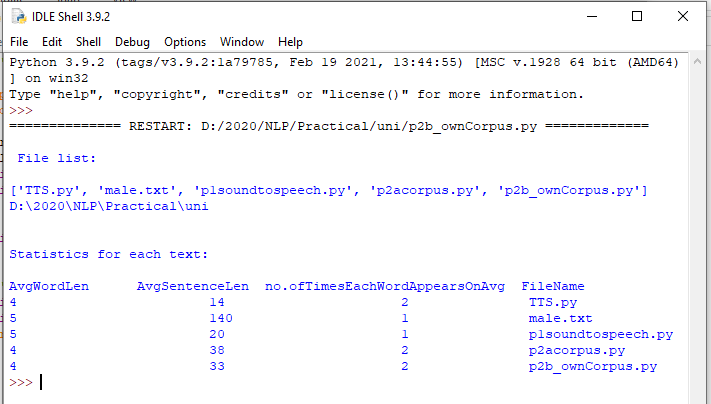 IDLE Shell 3.9.2
File Edit Shell Debug Options Window Help
Python 3.9.2 (tags/v3.9.2:1a79785, Feb 19 2021, 13:44:55) [MSC v.1928 64 bit (AMD64)
] on win32
Type "help", "copyright", "credits" or "license()" for more information.
>>>
============== RESTART: D:/2020/NLP/Practical/uni/p2b_ownCorpus.py =============
File list:
['TTS.py', 'male.txt', 'p1soundtospeech.py', 'p2acorpus.py', 'p2b_ownCorpus.py']
D:\2020\NLP\Practical\uni
Statistics for each text:
AvgWordLen AvgSentenceLen no.ofTimesEachWordAppearsOnAvg FileName
4 14 2 TTS.py
5 140 1 male.txt
5 20 1 p1soundtospeech.py
4 38 2 p2acorpus.py
4 33 2 p2b_ownCorpus.py
>>>